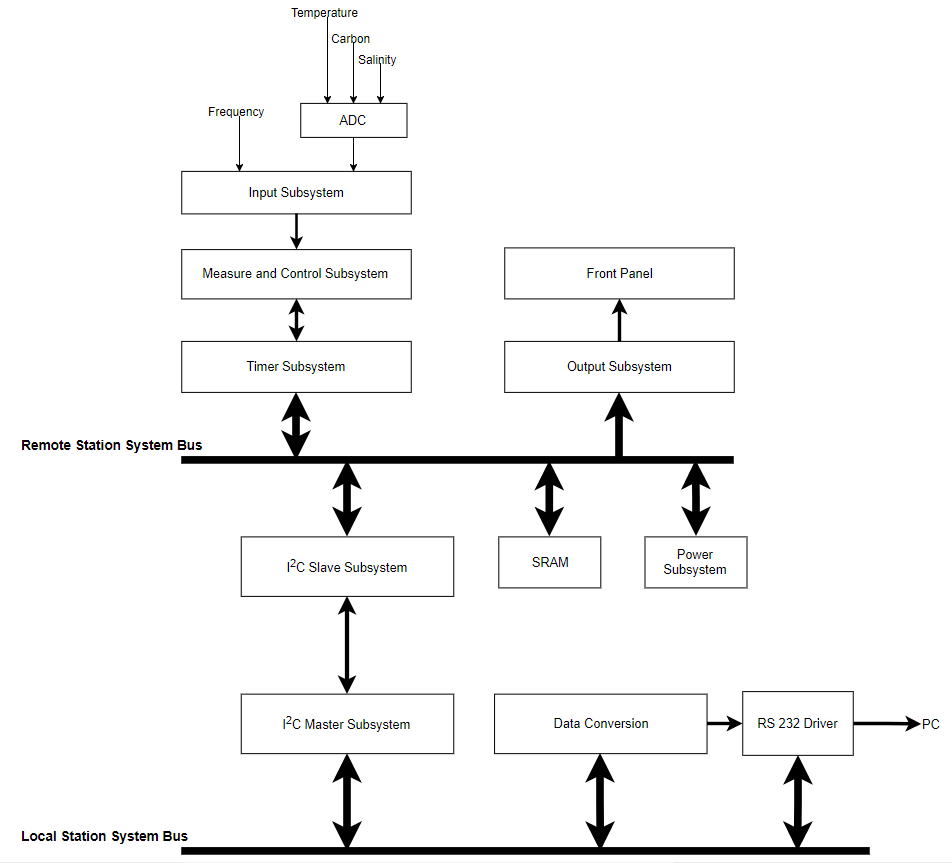 Temperature
Carbon
Salinity
Frequency
ADC
Input Subsystem
Measure and Control Subsystem
Front Panel
Timer Subsystem
Output Subsystem
Remote Station System Bus
I²C Slave Subsystem
SRAM
Power
Subsystem
I²C Master Subsystem
Data Conversion
RS 232 Driver
PC
Local Station System Bus